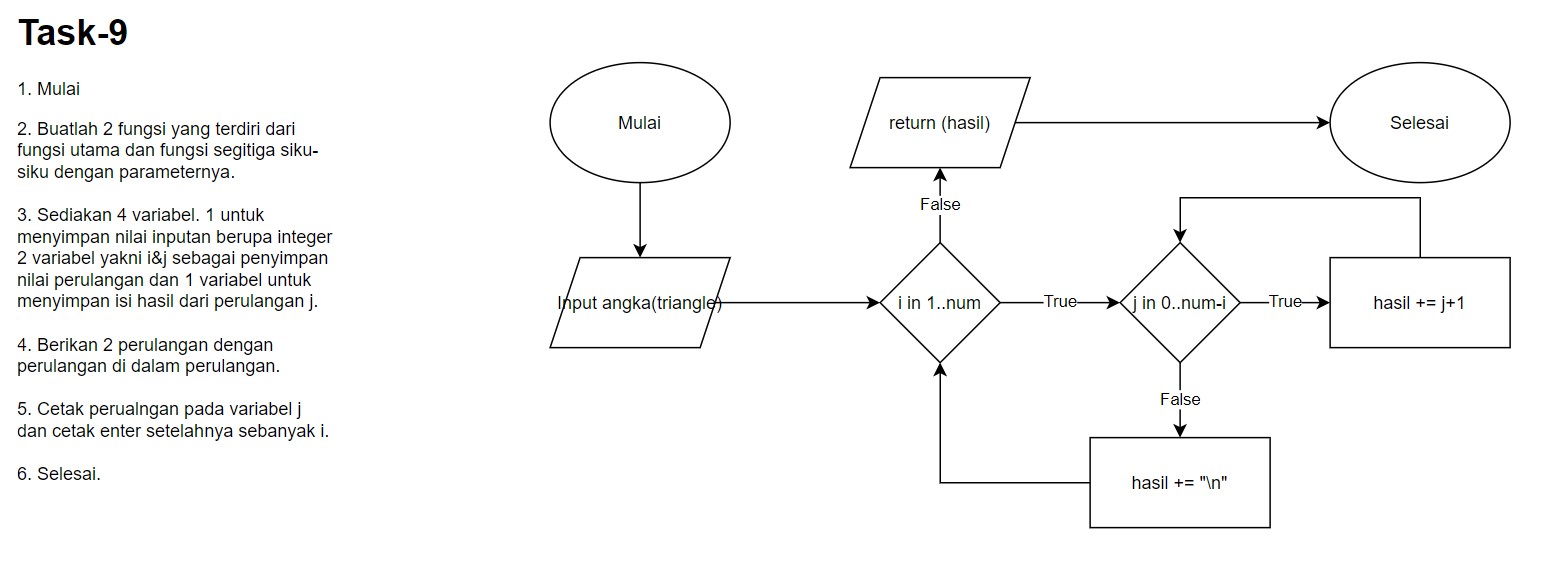 Task-9
1. Mulai
2. Buatlah 2 fungsi yang terdiri dari
fungsi utama dan fungsi segitiga siku-
siku dengan parameternya.
3. Sediakan 4 variabel. 1 untuk
menyimpan nilai inputan berupa integer
2 variabel yakni i&j sebagai penyimpan
nilai perulangan dan 1 variabel untuk
menyimpan isi hasil dari perulangan j.
4. Berikan 2 perulangan dengan
perulangan di dalam perulangan.
5. Cetak perualngan pada variabel j
dan cetak enter setelahnya sebanyak i.
6. Selesai.
Mulai
return (hasil)
Selesai
False
Input angka(triangle)
i in 1..num
True
j in 0..num-i
True
hasil += j+1
False
hasil += "\n"